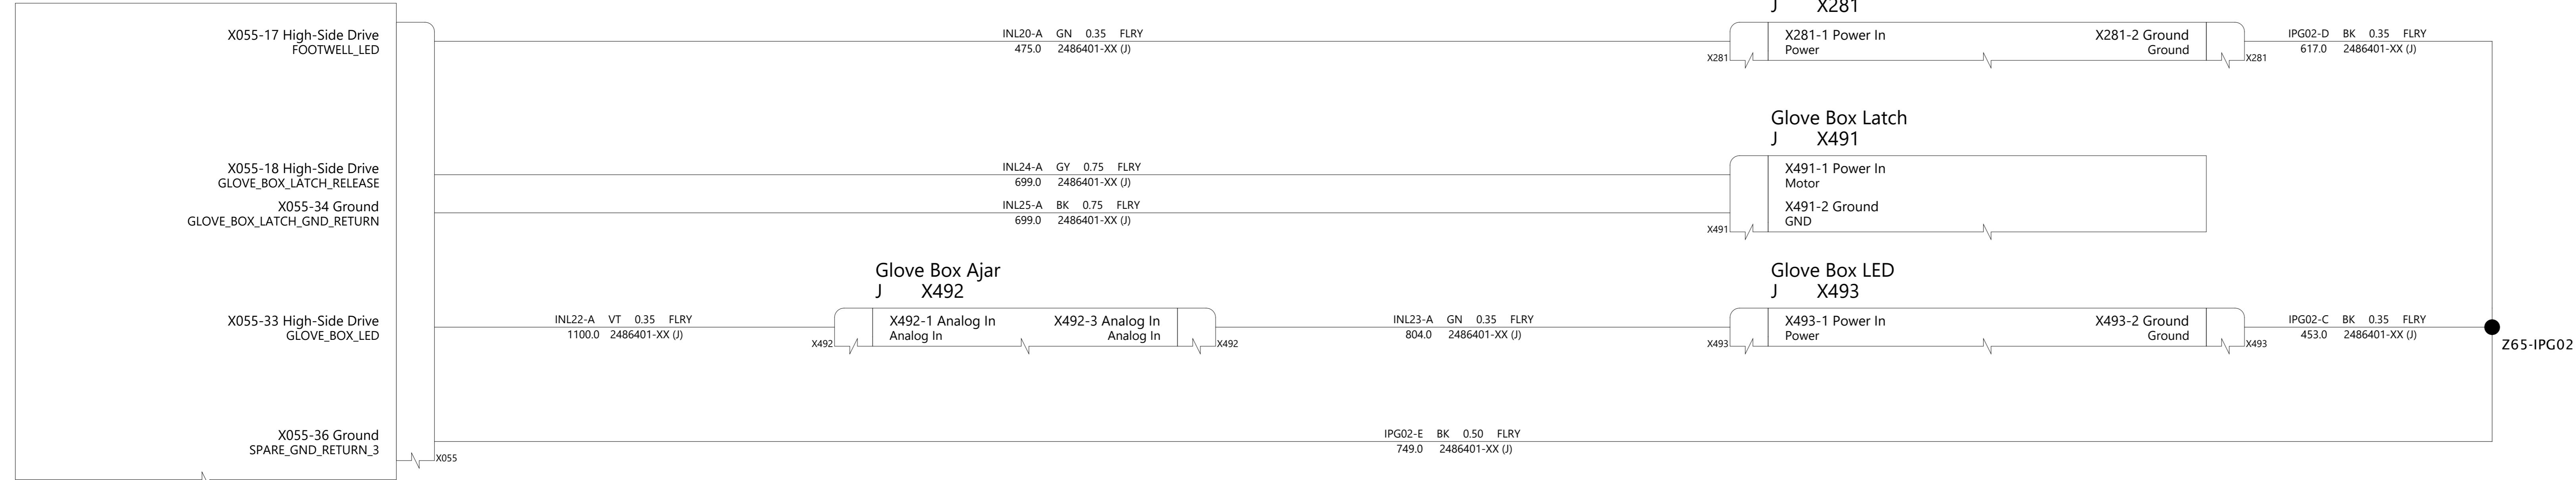 J X281
X055-17 High-Side Drive
FOOTWELL_LED
INL20-A GN 0.35 FLRY
475.0 2486401-XX (J)
X281-1 Power In
Power
X281-2 Ground
Ground
X281
X281
IPG02-D BK 0.35 FLRY
617.0 2486401-XX (J)
Glove Box Latch
J X491
X055-18 High-Side Drive
GLOVE_BOX_LATCH_RELEASE
INL24-A GY 0.75 FLRY
699.0 2486401-XX (J)
X491-1 Power In
Motor
X055-34 Ground
GLOVE_BOX_LATCH_GND_RETURN
INL25-A BK 0.75 FLRY
699.0 2486401-XX (J)
X491-2 Ground
GND
X491
Glove Box Ajar
J X492
Glove Box LED
J X493
X055-33 High-Side Drive
GLOVE_BOX_LED
INL22-A VT 0.35 FLRY
1100.0 2486401-XX (J)
X492-1 Analog In
Analog In
X492-3 Analog In
Analog In
X492
X492
INL23-A GN 0.35 FLRY
804.0 2486401-XX (J)
X493-1 Power In
Power
X493-2 Ground
Ground
X493
X493
IPG02-C BK 0.35 FLRY
453.0 2486401-XX (J)
Z65-IPG02
X055-36 Ground
SPARE_GND_RETURN_3
IPG02-E BK 0.50 FLRY
749.0 2486401-XX (J)
X055